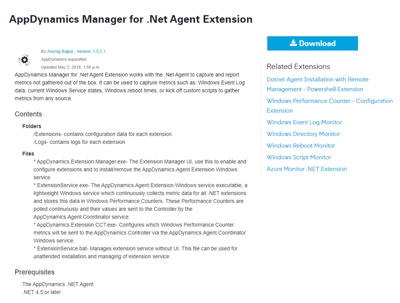 AppDynamics Manager for .Net Agent Extension
By Anurag Bajpai , Version: 1.5.2.1
AppDynamics supported
Updated May 2, 2018, 1:58 p.m.
AppDynamics Manager for .Net Agent Extension works with the .Net Agent to capture and report
metrics not gathered out of the box. It can be used to capture metrics such as: Windows Event Log
data, current Windows Service states, Windows reboot times, or kick off custom scripts to gather
metrics from any source.
Contents
Folders
/Extensions- contains configuration data for each extension.
/Logs- contains logs for each extension
Files
* AppDynamics.Extension.Manager.exe- The Extension Manager UI, use this to enable and
configure extensions and to install/remove the AppDynamics.Agent.Extension Windows
service.
* ExtensionService.exe- The AppDynamics.Agent.Extension Windows service executable, a
lightweight Windows service which continually collects metric data for all .NET extensions
and stores this data in Windows Performance Counters. These Performance Counters are
polled continuously and their values are sent to the Controller by the
AppDynamics.Agent.Coordinator service.
* AppDynamics.Extension.CCT.exe- Configures which Windows Performance Counter
metrics will be sent to the AppDynamics Controller via the AppDynamics Agent Coordinator
Windows service.
* ExtensionService.bat- Manages extension service without UI. This file can be used for
unattended installation and managing of extension service.
Prerequisites
The AppDynamics .NET Agent
.NET 4.5 or later
Download
Related Extensions
Dotnet Agent Installation with Remote
Management - Powershell Extension
Windows Performance Counter - Configuration
Extension
Windows Event Log Monitor
Windows Directory Monitor
Windows Reboot Monitor
Windows Script Monitor
Azure Monitor .NET Extension